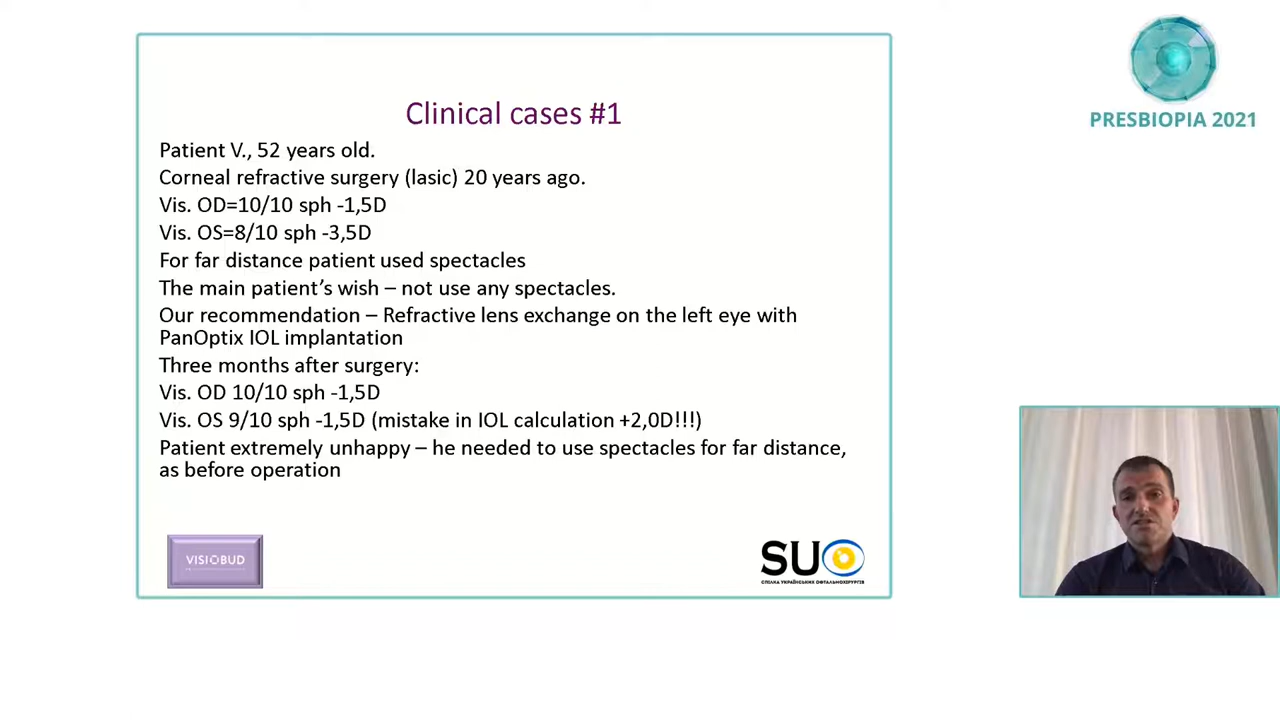 Clinical cases #1
Patient V., 52 years old.
Corneal refractive surgery (lasic) 20 years ago.
Vis. OD=10/10 sph -1,5D
Vis. OS=8/10 sph -3,5D
For far distance patient used spectacles
The main patient’s wish – not use any spectacles.
Our recommendation – Refractive lens exchange on the left eye with
PanOptix IOL implantation
Three months after surgery:
Vis. OD 10/10 sph -1,5D
Vis. OS 9/10 sph -1,5D (mistake in IOL calculation +2,0D!!!)
Patient extremely unhappy – he needed to use spectacles for far distance,
as before operation
VISIOBUD
SUO
СПІЛКА УКРАЇНСЬКИХ ОФТАЛЬМОХІРУРГІВ
PRESBIOPIA 2021